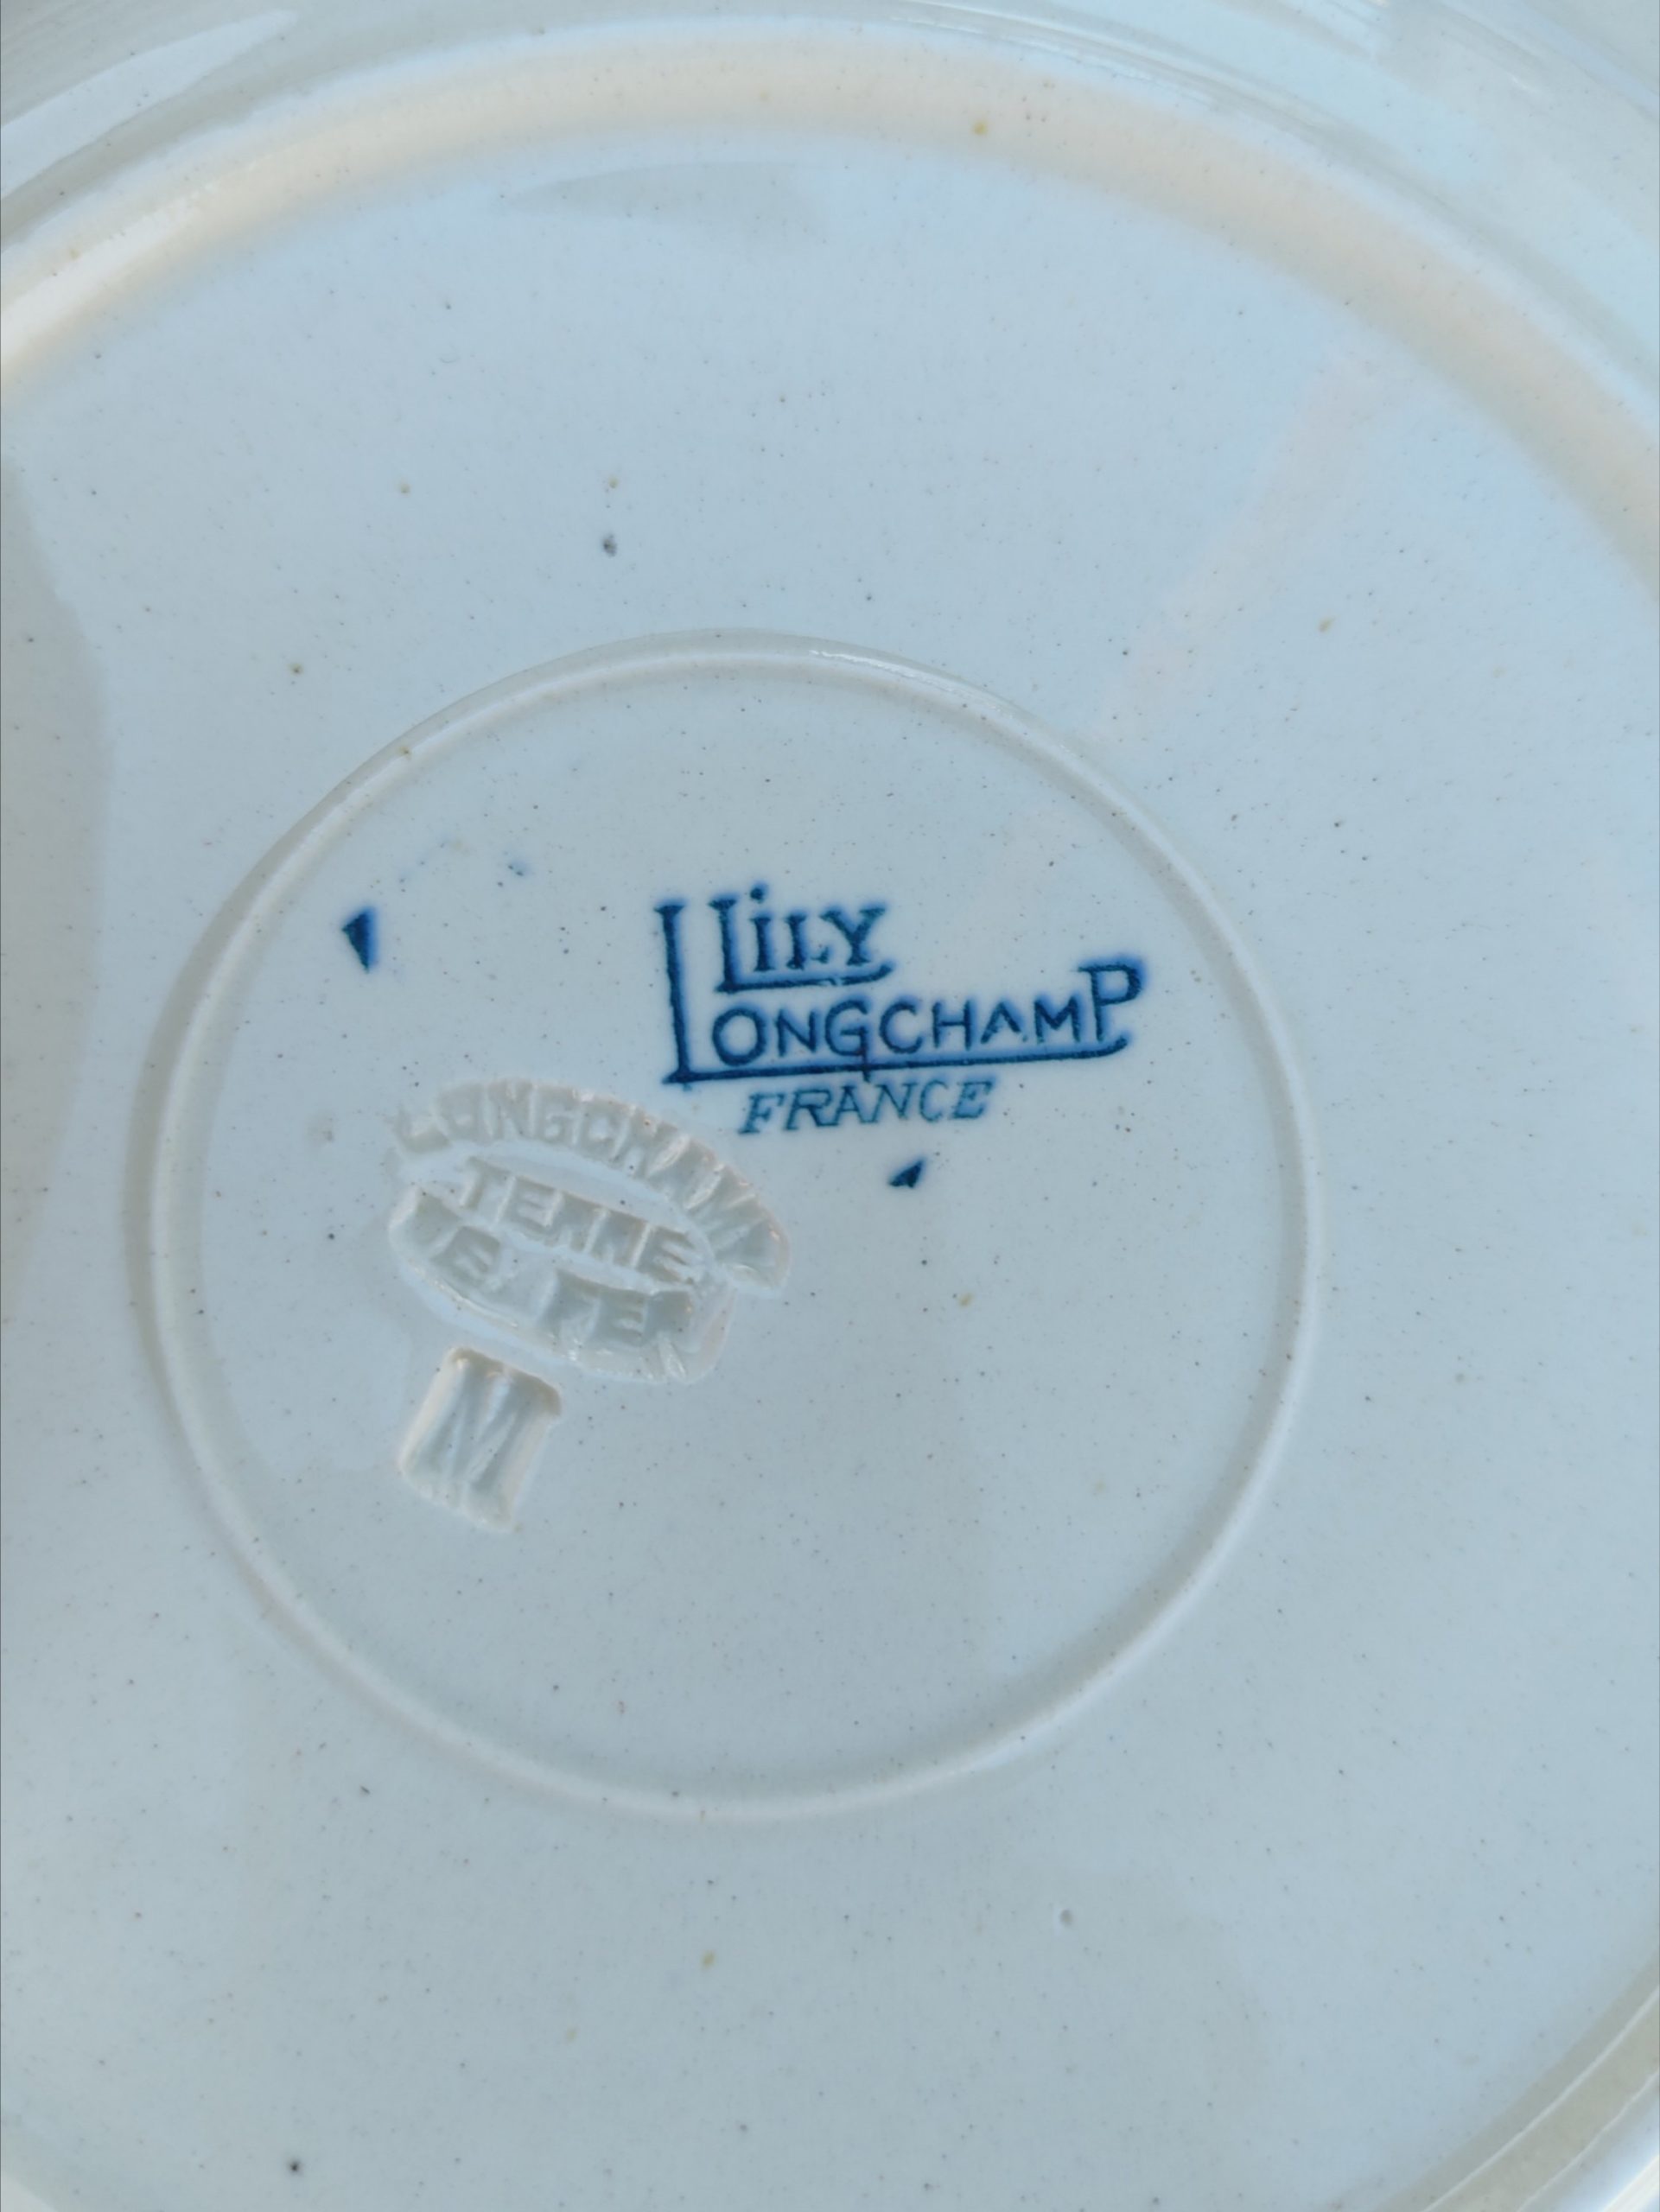 LiLY
LONGCHAMP
FRANCE
LONGCHAMP
TERRE
DE FER
M